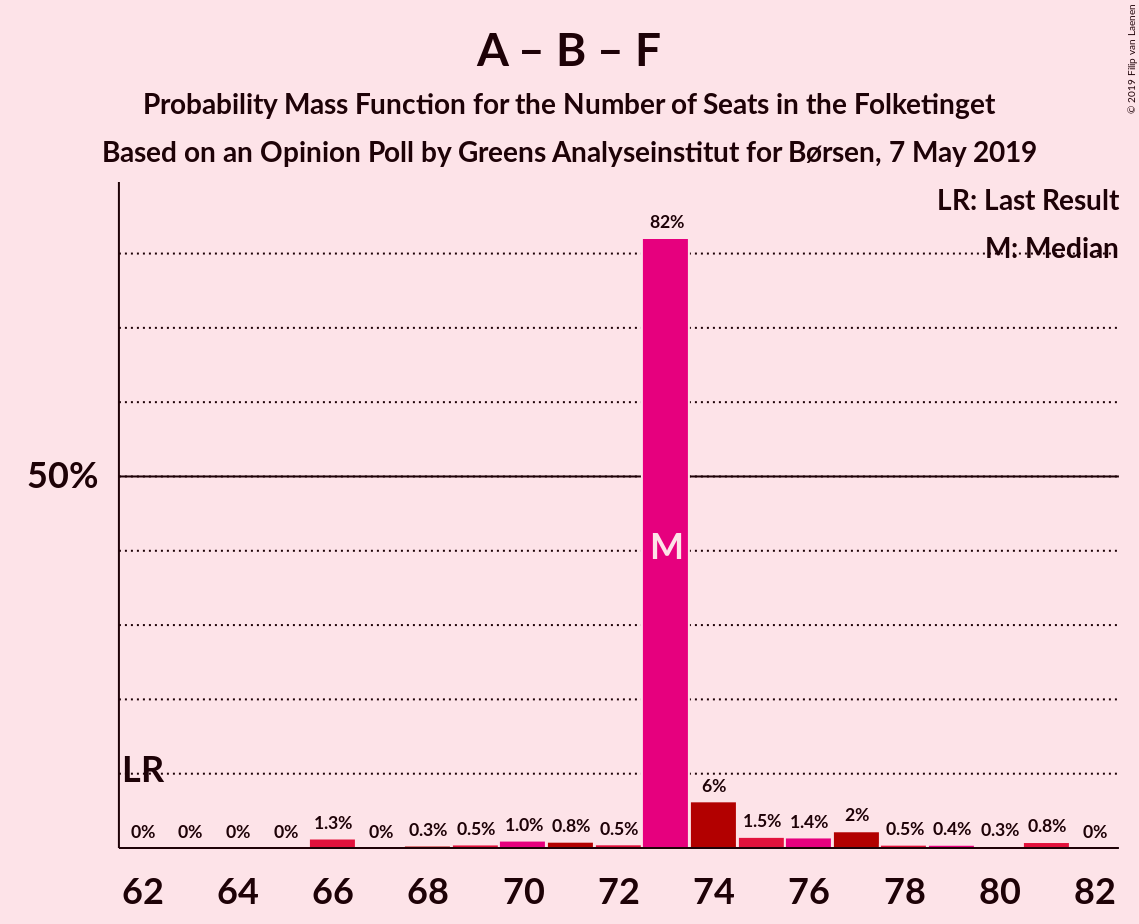 A – B – F
Probability Mass Function for the Number of Seats in the Folketinget
Based on an Opinion Poll by Greens Analyseinstitut for Børsen, 7 May 2019
© 2019 Filip van Laenen
LR: Last Result
M: Median
82%
50%
M
LR
0% 0% 0% 0% 1.3% 0% 0.3% 0.5% 1.0% 0.8% 0.5% 6% 1.5% 1.4% 2% 0.5% 0.4% 0.3% 0.8% 0%
62 64 66 68 70 72 74 76 78 80 82